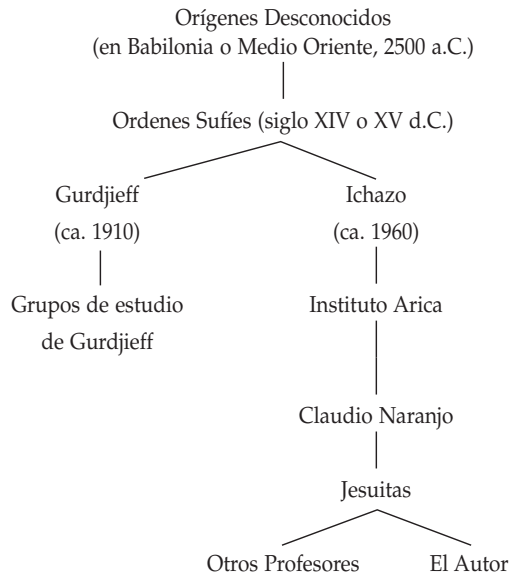 Orígenes Desconocidos
(en Babilonia o Medio Oriente, 2500 a.C.)
Ordenes Sufíes (siglo XIV o XV d.C.)
Gurdjieff
(ca. 1910)
Grupos de estudio
de Gurdjieff
Ichazo
(ca. 1960)
Instituto Arica
Claudio Naranjo
Jesuitas
Otros Profesores
El Autor